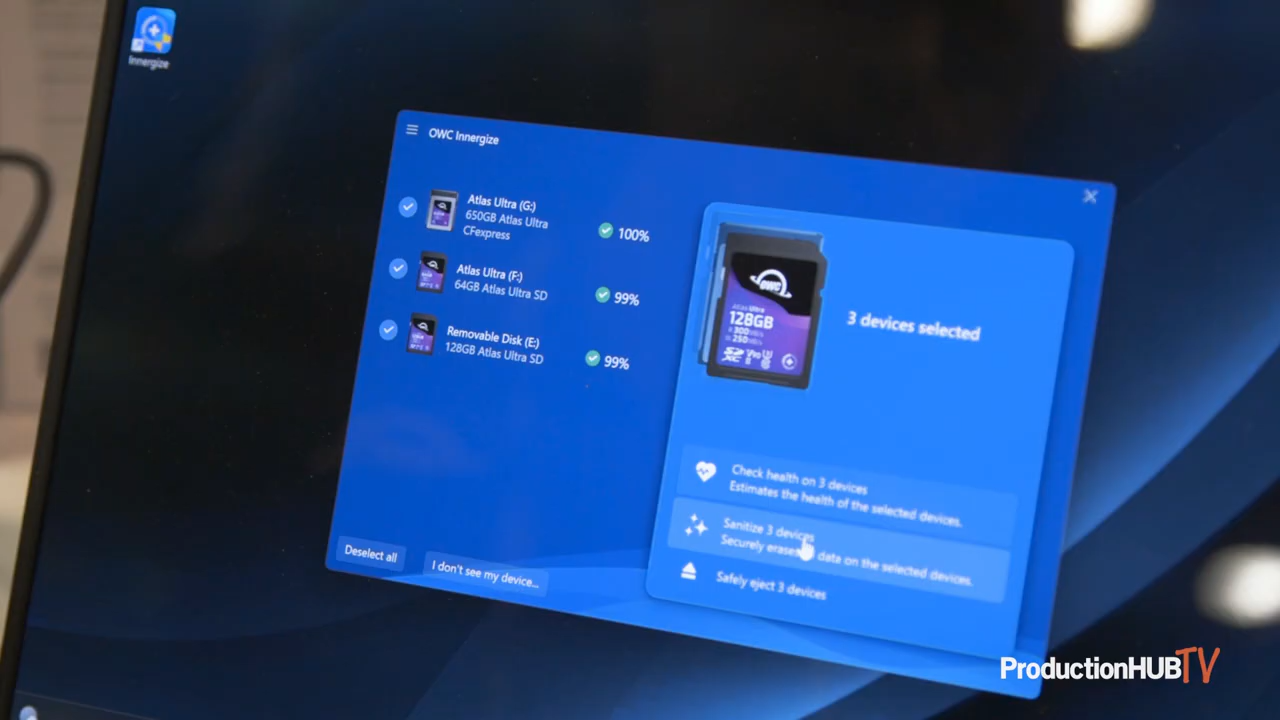 Innergize
OWC Innergize
Atlas Ultra (G:)
650GB Atlas Ultra
CFexpress
100%
Atlas Ultra (F:)
64GB Atlas Ultra SD
99%
Removable Disk (E:)
128GB Atlas Ultra SD
99%
OWC
Atlas Ultra
128GB
3 devices selected
Check health on 3 devices
Estimates the health of the selected devices.
Sanitize 3 devices
Securely erases data on the selected devices.
Safely eject 3 devices
Deselect all
I don't see my device...
ProductionHUBTV